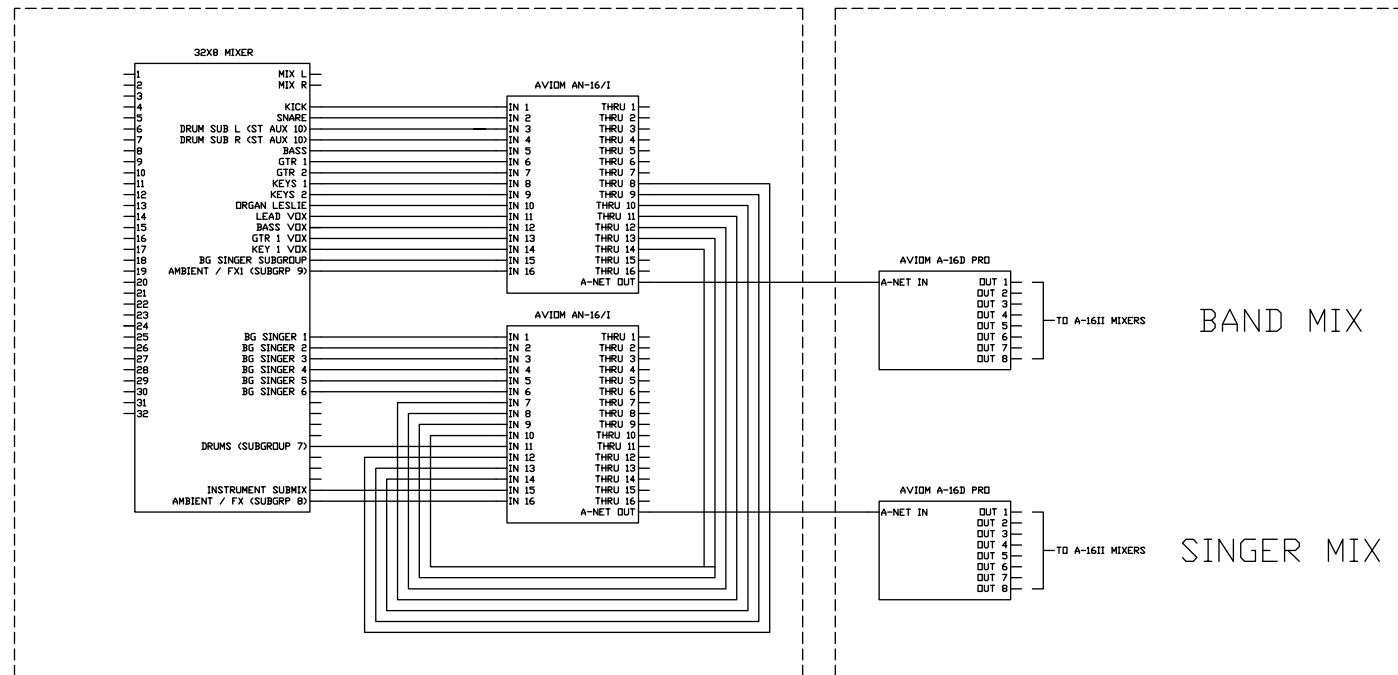 32X8 MIXER
1
2
3
4
5
6
7
8
9
10
11
12
13
14
15
16
17
18
19
20
21
22
23
24
25
26
27
28
29
30
31
32
MIX L
MIX R
KICK
SNARE
DRUM SUB L (ST AUX 10)
DRUM SUB R (ST AUX 10)
BASS
GTR 1
GTR 2
KEYS 1
KEYS 2
ORGAN LESLIE
LEAD VOX
BASS VOX
GTR 1 VOX
KEY 1 VOX
BG SINGER SUBGROUP
AMBIENT / FX1 (SUBGRP 9)
BG SINGER 1
BG SINGER 2
BG SINGER 3
BG SINGER 4
BG SINGER 5
BG SINGER 6
DRUMS (SUBGROUP 7)
INSTRUMENT SUBMIX
AMBIENT / FX (SUBGRP 8)
AVIOM AN-16/I
IN 1
IN 2
IN 3
IN 4
IN 5
IN 6
IN 7
IN 8
IN 9
IN 10
IN 11
IN 12
IN 13
IN 14
IN 15
IN 16
THRU 1
THRU 2
THRU 3
THRU 4
THRU 5
THRU 6
THRU 7
THRU 8
THRU 9
THRU 10
THRU 11
THRU 12
THRU 13
THRU 14
THRU 15
THRU 16
A-NET OUT
AVIOM AN-16/I
IN 1
IN 2
IN 3
IN 4
IN 5
IN 6
IN 7
IN 8
IN 9
IN 10
IN 11
IN 12
IN 13
IN 14
IN 15
IN 16
THRU 1
THRU 2
THRU 3
THRU 4
THRU 5
THRU 6
THRU 7
THRU 8
THRU 9
THRU 10
THRU 11
THRU 12
THRU 13
THRU 14
THRU 15
THRU 16
A-NET OUT
AVIOM A-16D PRO
A-NET IN
OUT 1
OUT 2
OUT 3
OUT 4
OUT 5
OUT 6
OUT 7
OUT 8
TO A-16II MIXERS
BAND MIX
AVIOM A-16D PRO
A-NET IN
OUT 1
OUT 2
OUT 3
OUT 4
OUT 5
OUT 6
OUT 7
OUT 8
TO A-16II MIXERS
SINGER MIX